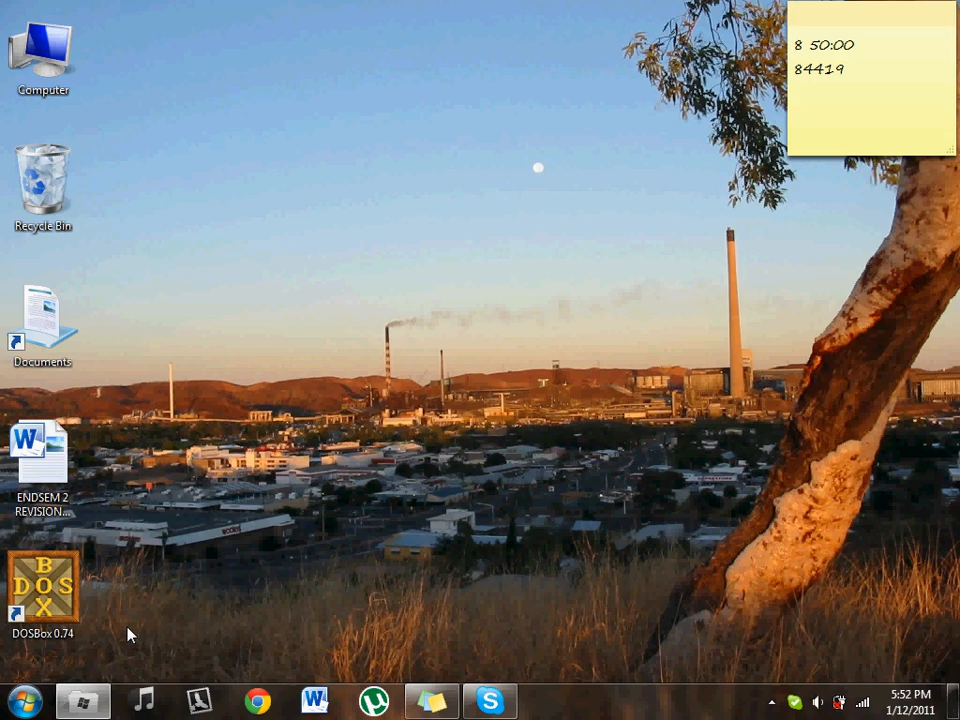 8 50:00
84419
Computer
Recycle Bin
Documents
W
ENDSEM 2
REVISION...
BOX
DOS
DOSBox 0.74
W
S
5:52 PM
1/12/2011